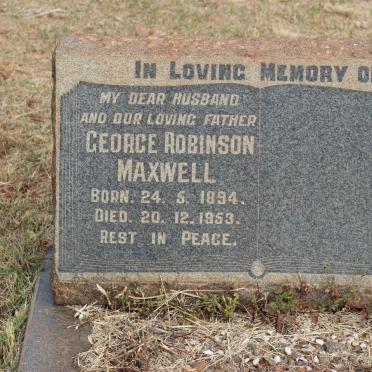 IN LOVING MEMORY OF
MY DEAR HUSBAND
AND OUR LOVING FATHER
GEORGE ROBINSON
MAXWELL
BORN. 24. 5. 1894.
DIED. 20. 12. 1953.
REST IN PEACE.